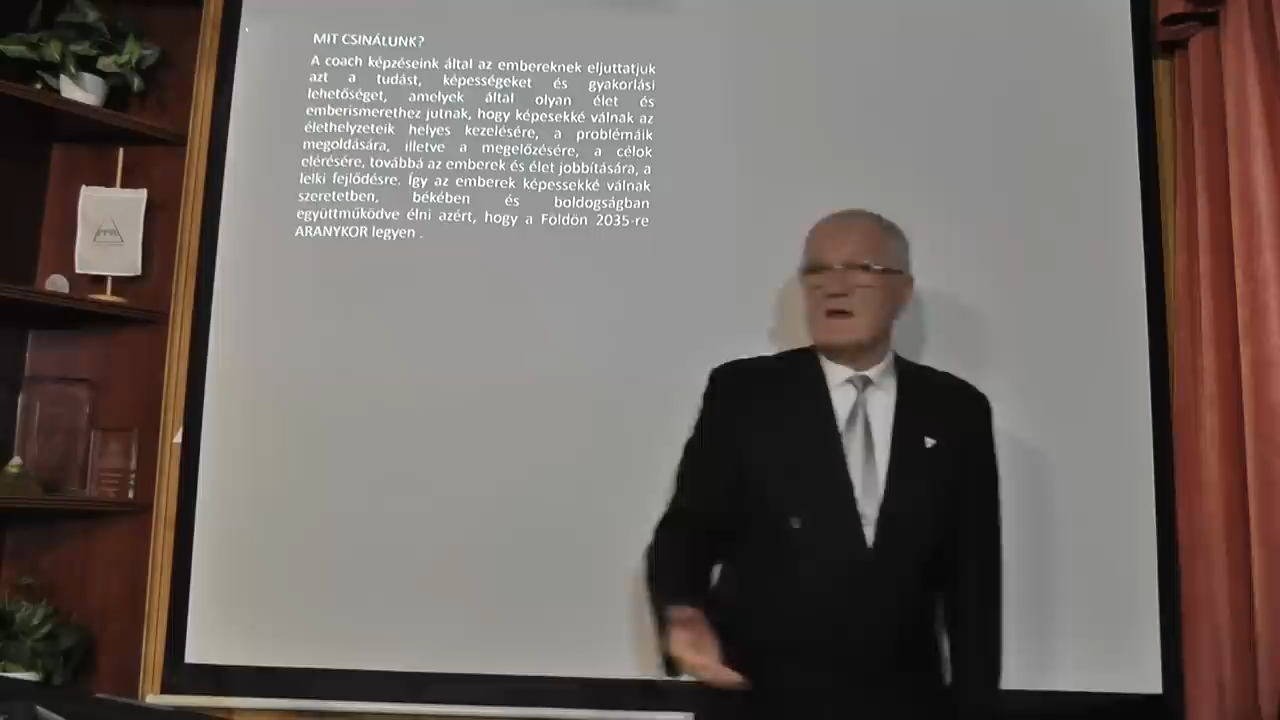 MIT CSINÁLUNK?
A coach képzéseink által az embereknek eljuttatjuk
azt a tudást, képességeket és gyakorlási
lehetőséget, amelyek által olyan élet és
emberismerethez jutnak, hogy képesekké válnak az
élethelyzeteik helyes kezelésére, a problémáik
megoldására, illetve a megelőzésére, a célok
elérésére, továbbá az emberek és élet jobbítására, a
lelki fejlődésre. Így az emberek képessekké válnak
szeretetben, békében és boldogságban
együttműködve élni azért, hogy a Földön 2035-re
ARANYKOR legyen .